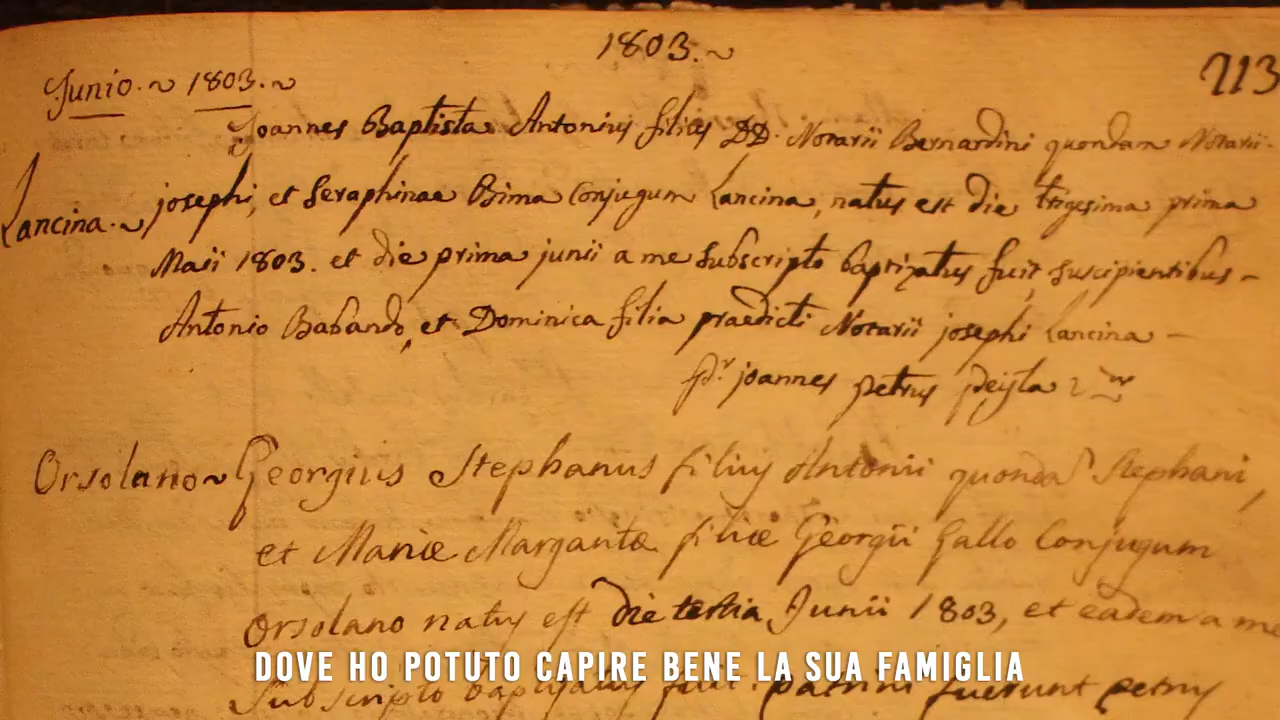 1803.~
713
Junio.~ 1803.~
Joannes Baptista Antonius filius DD. Notarii Bernardini quondam Notarii
Lancina.~ josephi, et Seraphinae Bima Conjugum Lancina, natus est die trigesima prima
Maii 1803. et die prima junii a me Subscripto baptizatus fuit, suscipientibus -
Antonio Babando, et Dominica filia praedicti Notarii josephi Lancina -
joannes petrus
Orsolano~ Georgius Stephanus filius Antonii quondam Stephani,
et Mariæ Margaritæ filiæ Georgii Gallo Conjugum
Orsolano natus est die tertia Junii 1803, et eadem a me
Subscripto baptizatus fuit. patrini fuerunt petrus
DOVE HO POTUTO CAPIRE BENE LA SUA FAMIGLIA